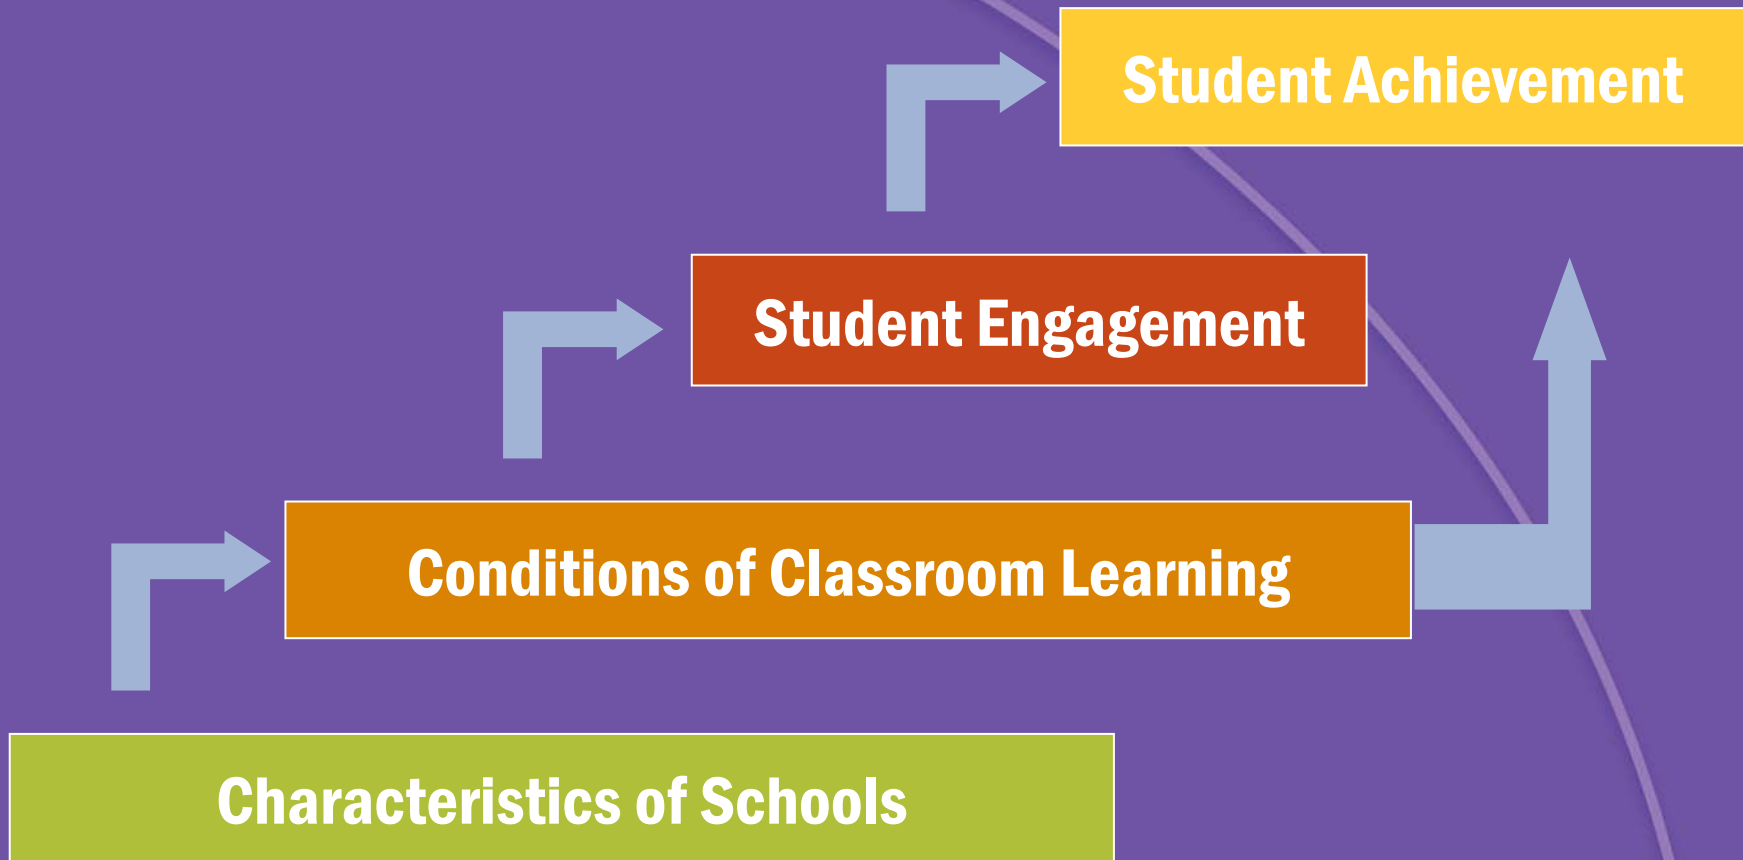 Student Achievement
Student Engagement
Conditions of Classroom Learning
Characteristics of Schools